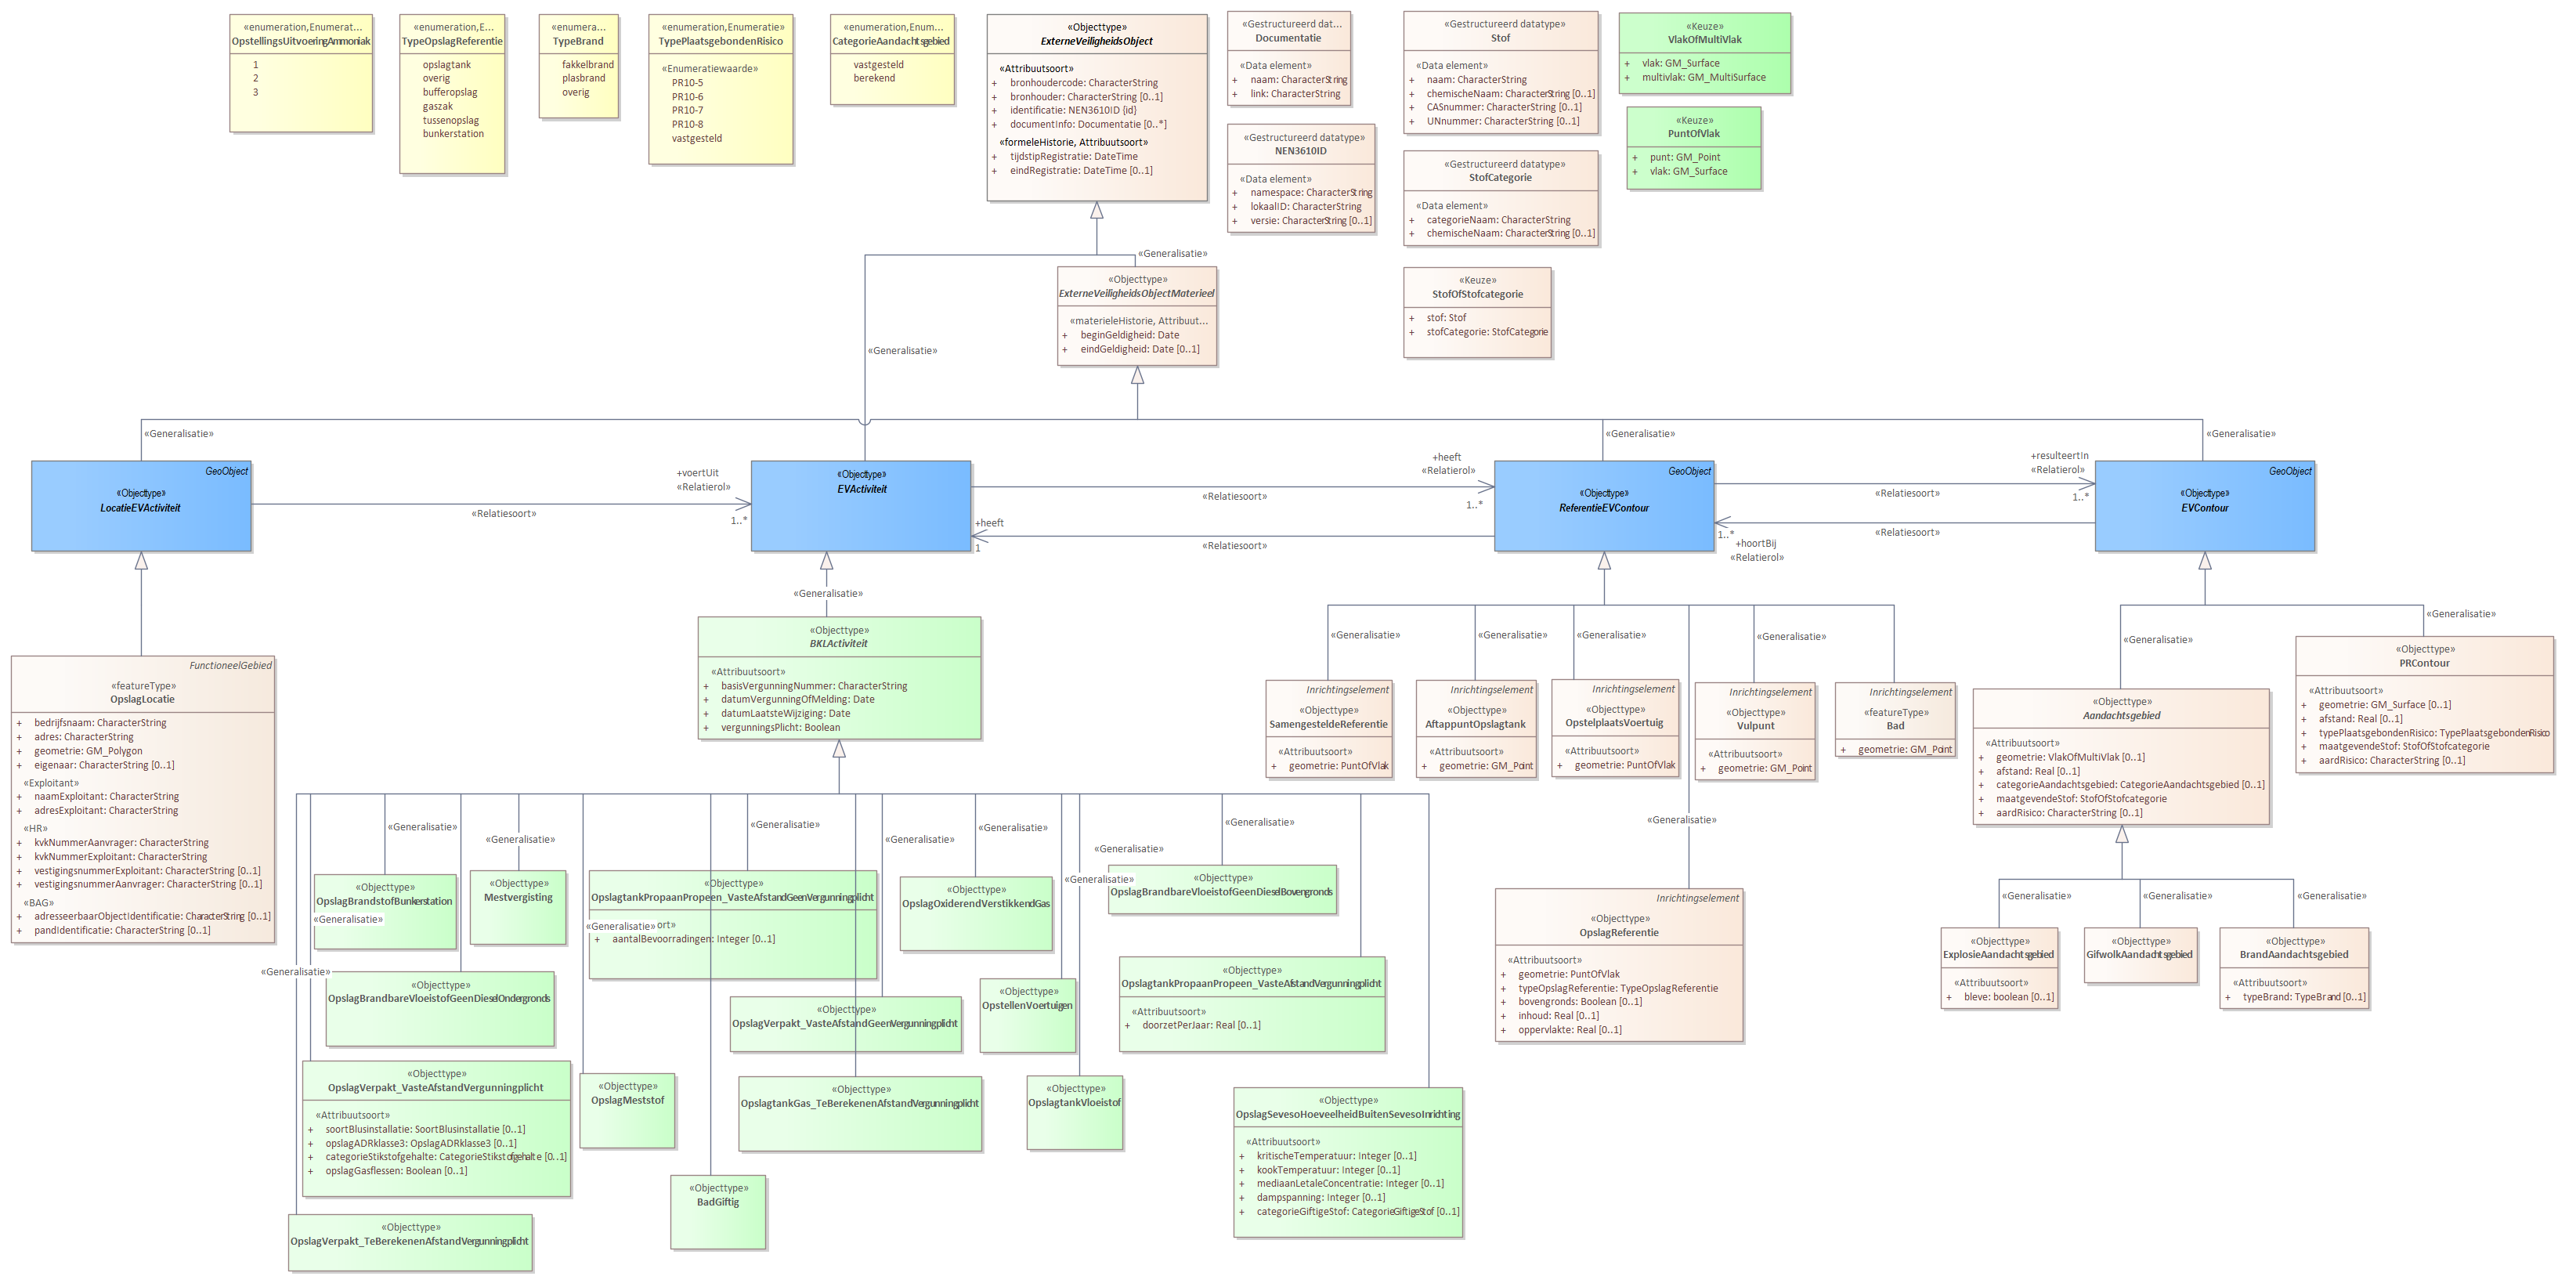 «enumeration,Enumerat...
OpstellingsUitvoeringAmmoniak
1
2
3
«enumeration,E...
TypeOpslagReferentie
opslagtank
overig
bufferopslag
gaszak
tussenopslag
bunkerstation
«enumera...
TypeBrand
fakkelbrand
plasbrand
overig
«enumeration,Enumeratie»
TypePlaatsgebondenRisico
«Enumeratiewaarde»
PR10-5
PR10-6
PR10-7
PR10-8
vastgesteld
«enumeration,Enum...
CategorieAandachtsgebied
vastgesteld
berekend
«Objecttype»
ExterneVeiligheidsObject
«Attribuutsoort»
+ bronhoudercode: CharacterString
+ bronhouder: CharacterString [0..1]
+ identificatie: NEN3610ID {id}
+ documentInfo: Documentatie [0..*]
«formeleHistorie, Attribuutsoort»
+ tijdstipRegistratie: DateTime
+ eindRegistratie: DateTime [0..1]
«Gestructureerd dat...
Documentatie
«Data element»
+ naam: CharacterString
+ link: CharacterString
«Gestructureerd datatype»
NEN3610ID
«Data element»
+ namespace: CharacterString
+ lokaalID: CharacterString
+ versie: CharacterString [0..1]
«Gestructureerd datatype»
Stof
«Data element»
+ naam: CharacterString
+ chemischeNaam: CharacterString [0..1]
+ CASnummer: CharacterString [0..1]
+ UNnummer: CharacterString [0..1]
«Gestructureerd datatype»
StofCategorie
«Data element»
+ categorieNaam: CharacterString
+ chemischeNaam: CharacterString [0..1]
«Keuze»
StofOfStofcategorie
+ stof: Stof
+ stofCategorie: StofCategorie
«Keuze»
VlakOfMultiVlak
+ vlak: GM_Surface
+ multivlak: GM_MultiSurface
«Keuze»
PuntOfVlak
+ punt: GM_Point
+ vlak: GM_Surface
«Generalisatie»
«Objecttype»
ExterneVeiligheidsObjectMaterieel
«materieleHistorie, Attribuut...
+ beginGeldigheid: Date
+ eindGeldigheid: Date [0..1]
«Generalisatie»
«Generalisatie»
«Generalisatie»
«Generalisatie»
GeoObject
«Objecttype»
LocatieEVActiviteit
+voertUit
«Relatierol»
1..*
«Relatiesoort»
«Objecttype»
EVActiviteit
+heeft
«Relatierol»
1..*
«Relatiesoort»
+heeft
1
«Relatiesoort»
GeoObject
«Objecttype»
ReferentieEVContour
+resulteertIn
«Relatierol»
1..*
«Relatiesoort»
1..*
+hoortBij
«Relatierol»
«Relatiesoort»
GeoObject
«Objecttype»
EVContour
«Generalisatie»
«Objecttype»
BKLActiviteit
«Attribuutsoort»
+ basisVergunningNummer: CharacterString
+ datumVergunningOfMelding: Date
+ datumLaatsteWijziging: Date
+ vergunningsPlicht: Boolean
FunctioneelGebied
«featureType»
OpslagLocatie
+ bedrijfsnaam: CharacterString
+ adres: CharacterString
+ geometrie: GM_Polygon
+ eigenaar: CharacterString [0..1]
«Exploitant»
+ naamExploitant: CharacterString
+ adresExploitant: CharacterString
«HR»
+ kvkNummerAanvrager: CharacterString
+ kvkNummerExploitant: CharacterString
+ vestigingsnummerExploitant: CharacterString [0..1]
+ vestigingsnummerAanvrager: CharacterString [0..1]
«BAG»
+ adresseerbaarObjectIdentificatie: CharacterString [0..1]
+ pandIdentificatie: CharacterString [0..1]
«Generalisatie»
«Generalisatie»
«Generalisatie»
«Generalisatie»
«Generalisatie»
Inrichtingselement
«Objecttype»
SamengesteldeReferentie
«Attribuutsoort»
+ geometrie: PuntOfVlak
Inrichtingselement
«Objecttype»
AftappuntOpslagtank
«Attribuutsoort»
+ geometrie: GM_Point
Inrichtingselement
«Objecttype»
OpstelplaatsVoertuig
«Attribuutsoort»
+ geometrie: PuntOfVlak
Inrichtingselement
«Objecttype»
Vulpunt
«Attribuutsoort»
+ geometrie: GM_Point
Inrichtingselement
«featureType»
Bad
+ geometrie: GM_Point
Inrichtingselement
«Objecttype»
OpslagReferentie
«Attribuutsoort»
+ geometrie: PuntOfVlak
+ typeOpslagReferentie: TypeOpslagReferentie
+ bovengronds: Boolean [0..1]
+ inhoud: Real [0..1]
+ oppervlakte: Real [0..1]
«Generalisatie»
«Generalisatie»
«Objecttype»
Aandachtsgebied
«Attribuutsoort»
+ geometrie: VlakOfMultiVlak [0..1]
+ afstand: Real [0..1]
+ categorieAandachtsgebied: CategorieAandachtsgebied [0..1]
+ maatgevendeStof: StofOfStofcategorie
+ aardRisico: CharacterString [0..1]
«Objecttype»
PRContour
«Attribuutsoort»
+ geometrie: GM_Surface [0..1]
+ afstand: Real [0..1]
+ typePlaatsgebondenRisico: TypePlaatsgebondenRisico
+ maatgevendeStof: StofOfStofcategorie
+ aardRisico: CharacterString [0..1]
«Generalisatie»
«Generalisatie»
«Generalisatie»
«Objecttype»
ExplosieAandachtsgebied
«Attribuutsoort»
+ bleve: boolean [0..1]
«Objecttype»
GifwolkAandachtsgebied
«Objecttype»
BrandAandachtsgebied
«Attribuutsoort»
+ typeBrand: TypeBrand [0..1]
«Generalisatie»
«Generalisatie»
«Generalisatie»
«Generalisatie»
«Generalisatie»
«Generalisatie»
«Generalisatie»
«Generalisatie»
«Generalisatie»
«Generalisatie»
«Generalisatie»
«Objecttype»
OpslagBrandstofBunkerstation
«Objecttype»
Mestvergisting
«Objecttype»
OpslagtankPropaanPropeen_VasteAfstandGeenVergunningplicht
ort»
+ aantalBevoorradingen: Integer [0..1]
«Objecttype»
OpslagOxiderendVerstikkendGas
«Objecttype»
OpslagBrandbareVloeistofGeenDieselBovengronds
«Objecttype»
OpslagBrandbareVloeistofGeenDieselOndergronds
«Objecttype»
OpslagVerpakt_VasteAfstandGeenVergunningplicht
«Objecttype»
OpstellenVoertuigen
«Objecttype»
OpslagtankPropaanPropeen_VasteAfstandVergunningplicht
«Attribuutsoort»
+ doorzetPerJaar: Real [0..1]
«Objecttype»
OpslagVerpakt_VasteAfstandVergunningplicht
«Attribuutsoort»
+ soortBlusinstallatie: SoortBlusinstallatie [0..1]
+ opslagADRklasse3: OpslagADRklasse3 [0..1]
+ categorieStikstofgehalte: CategorieStikstofgehalte [0..1]
+ opslagGasflessen: Boolean [0..1]
«Objecttype»
OpslagMeststof
«Objecttype»
OpslagtankGas_TeBerekenenAfstandVergunningplicht
«Objecttype»
OpslagtankVloeistof
«Objecttype»
OpslagSevesoHoeveelheidBuitenSevesoInrichting
«Attribuutsoort»
+ kritischeTemperatuur: Integer [0..1]
+ kookTemperatuur: Integer [0..1]
+ mediaanLetaleConcentratie: Integer [0..1]
+ dampspanning: Integer [0..1]
+ categorieGiftigeStof: CategorieGiftigeStof [0..1]
«Objecttype»
BadGiftig
«Objecttype»
OpslagVerpakt_TeBerekenenAfstandVergunningplicht